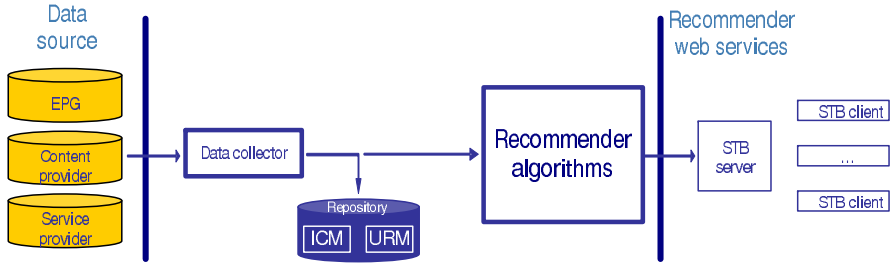 Data
source
EPG
Content
provider
Service
provider
Data collector
Repository
ICM
URM
Recommender
algorithms
Recommender
web services
STB
server
STB client
...
STB client